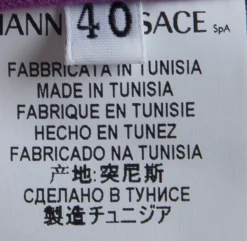 IANN
40
SACE SpA
FABBRICATA IN TUNISIA
MADE IN TUNISIA
FABRIQUE EN TUNISIE
HECHO EN TUNEZ
FABRICADO NA TUNISIA
产地:突尼斯
СДЕЛАНО В ТУНИСЕ
製造チュニジア